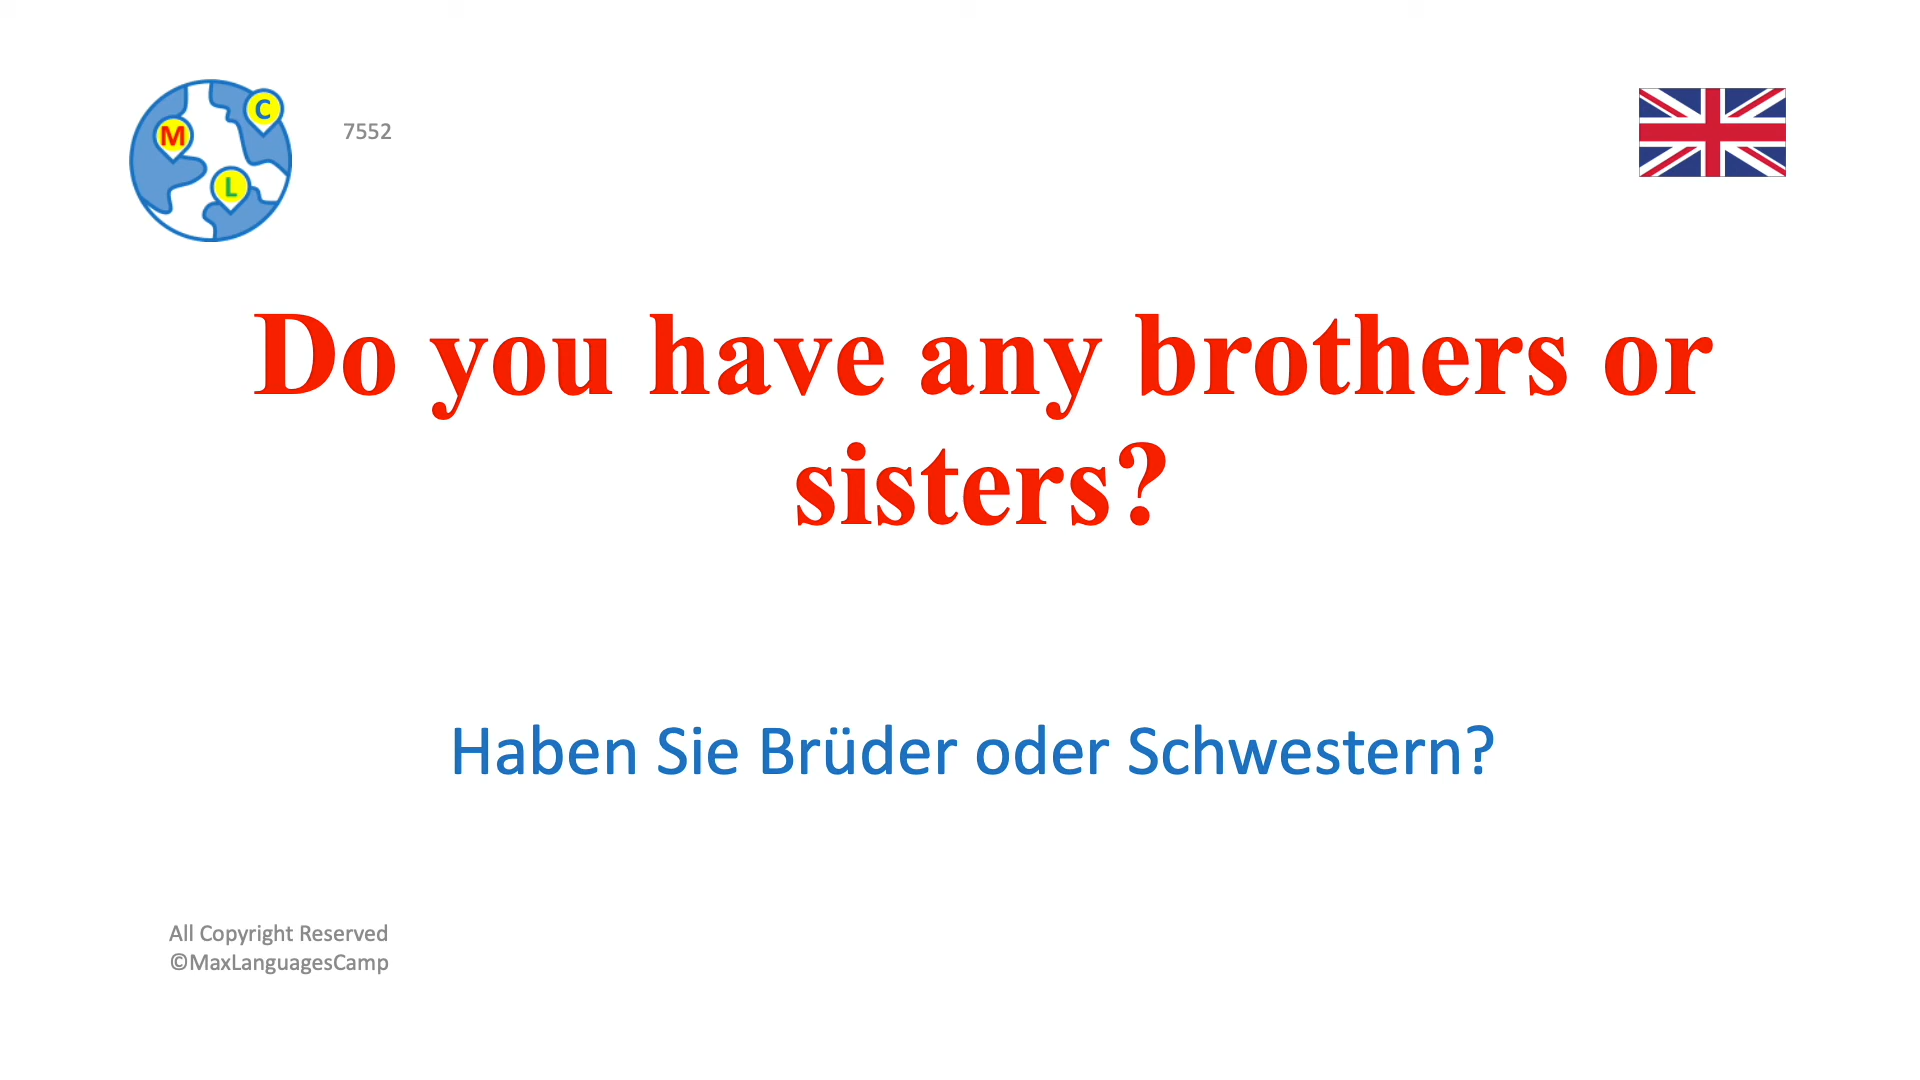 C
M
L
7552
Do you have any brothers or
sisters?
Haben Sie Brüder oder Schwestern?
All Copyright Reserved
©MaxLanguagesCamp